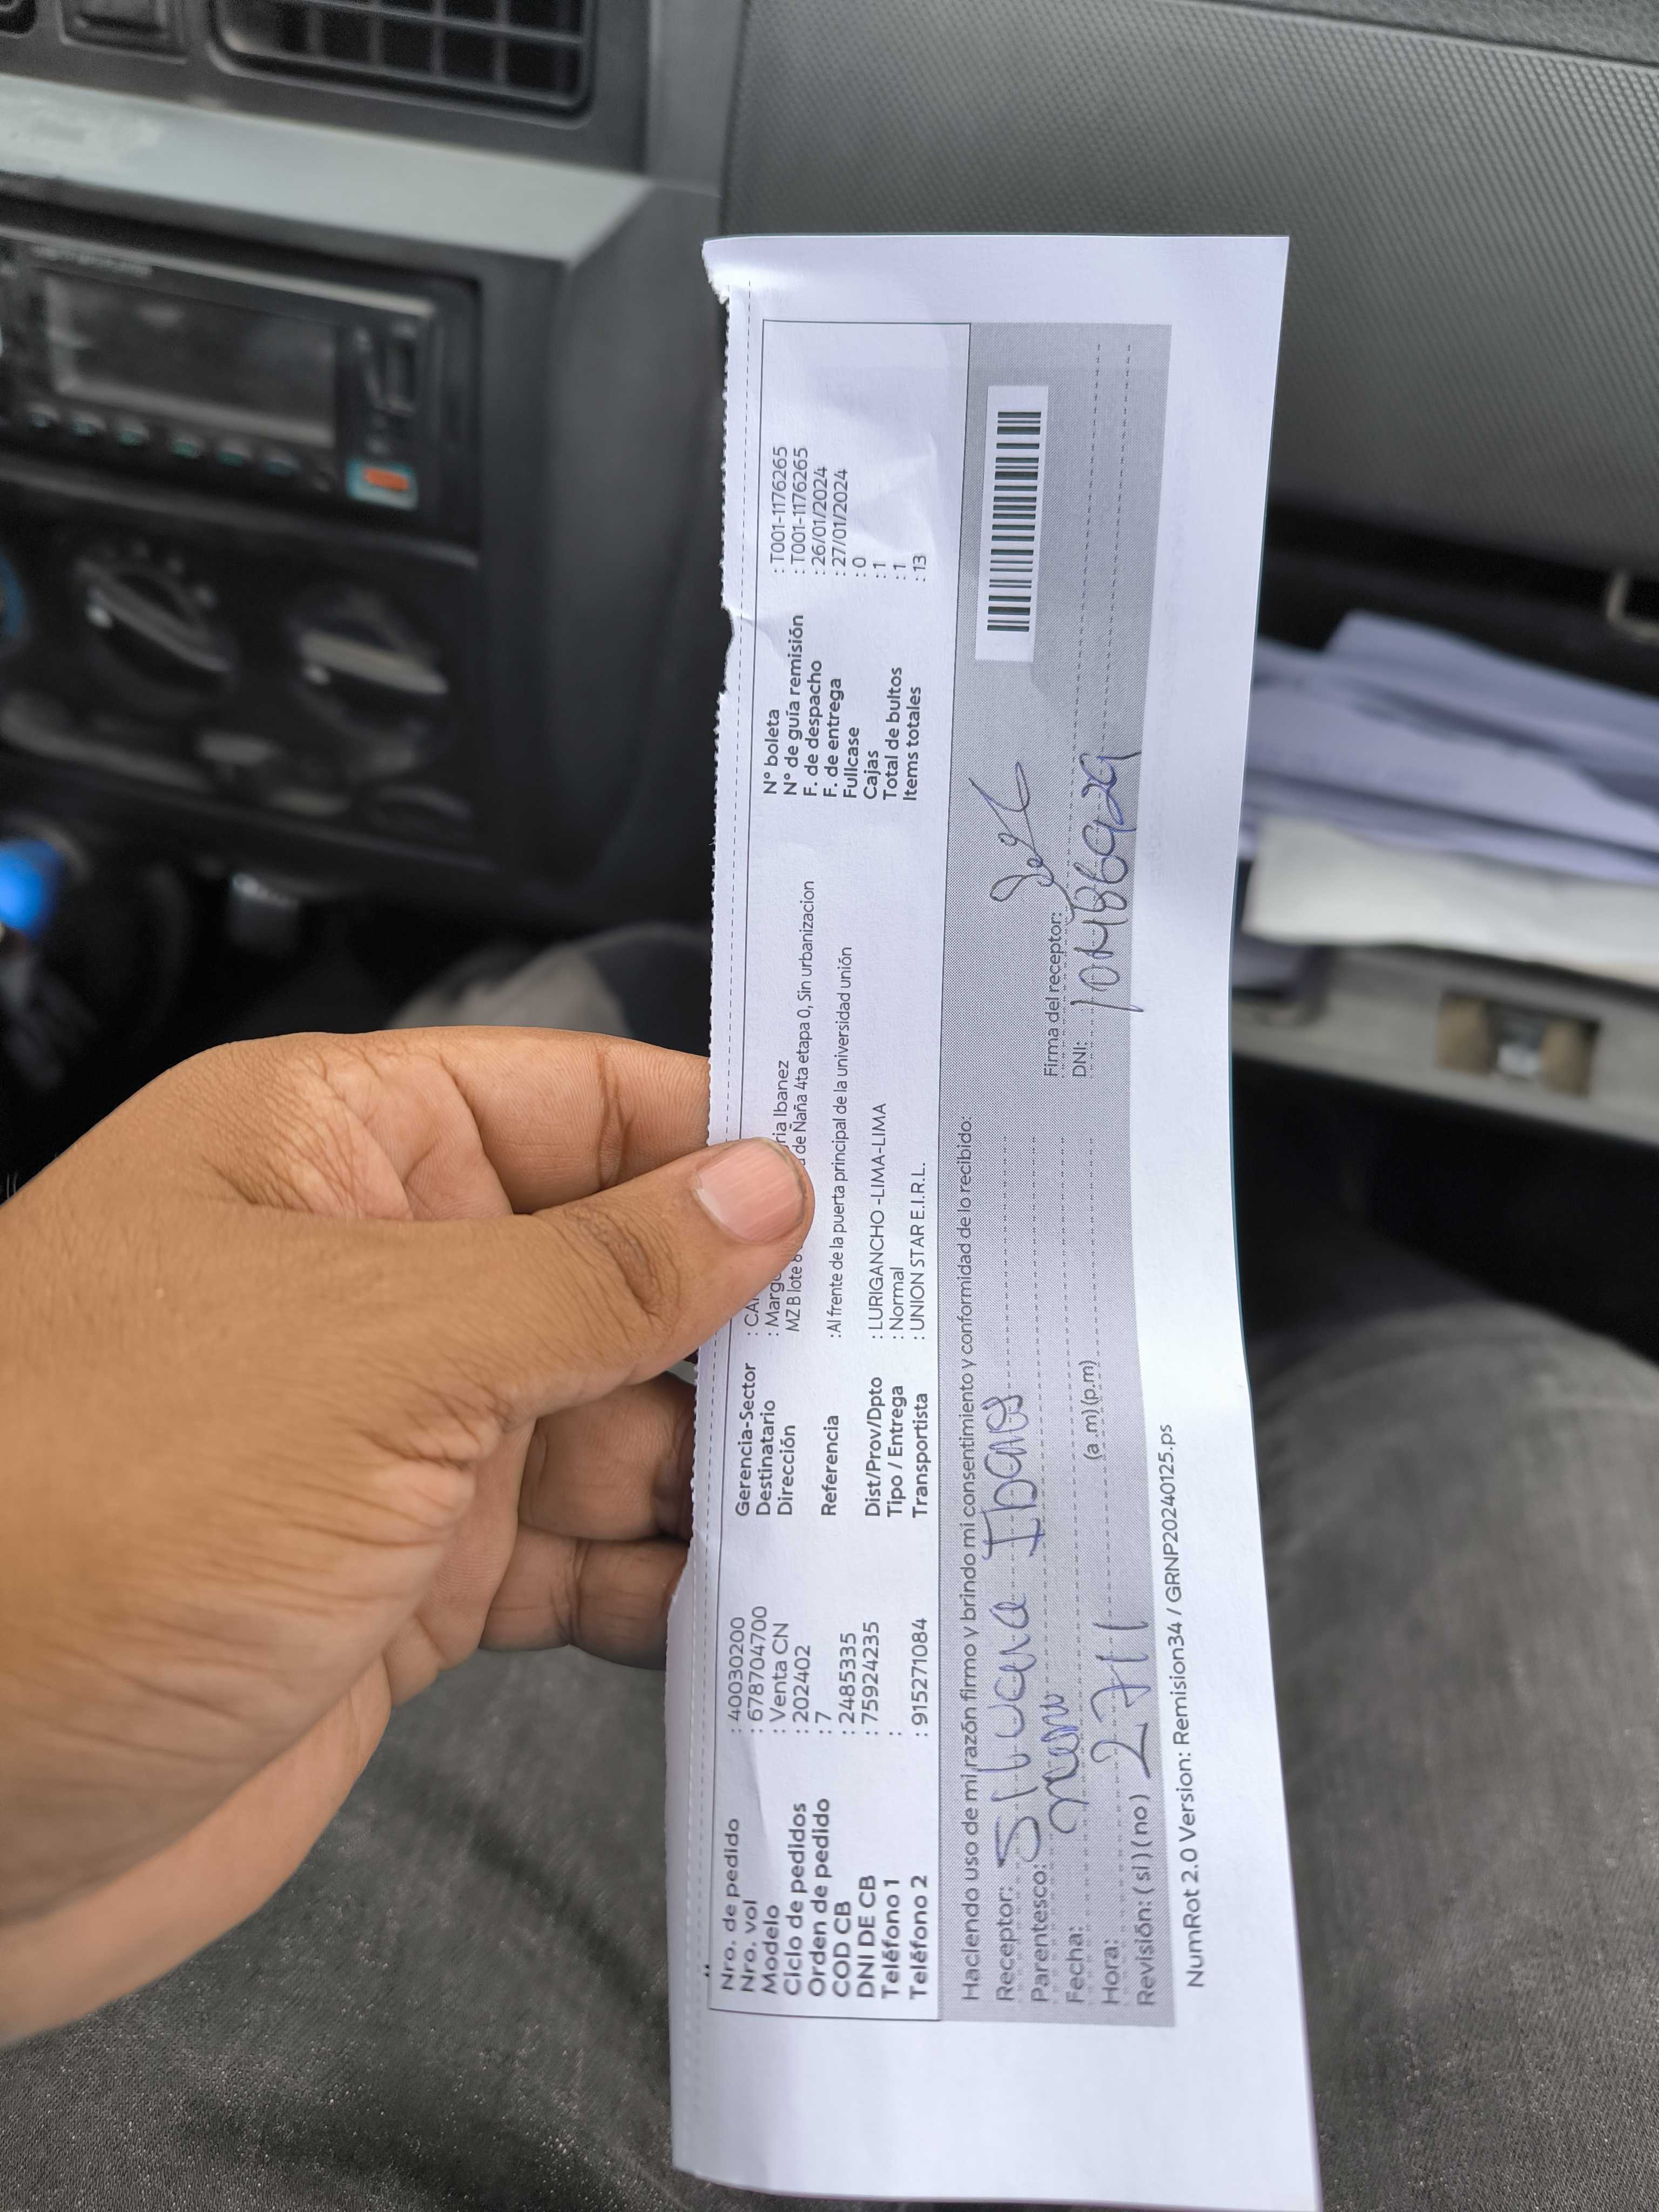 Nro. de pedido : 40030200 Gerencia-Sector : CA N° boleta : T001-1176265
Nro. vol : 678704700 Destinatario : Marg ria Ibanez N° de guía remisión : T001-1176265
Modelo : Venta CN Dirección MZ B lote de Ñaña 4ta etapa 0, Sin urbanizacion F. de despacho : 26/01/2024
Ciclo de pedidos : 202402 F. de entrega : 27/01/2024
Orden de pedido : 7 Referencia :Al frente de la puerta principal de la universidad unión Fullcase : 0
COD CB : 2485335 Cajas : 1
DNI DE CB : 75924235 Dist/Prov/Dpto : LURIGANCHO -LIMA-LIMA Total de bultos : 1
Teléfono 1 : Tipo / Entrega : Normal Items totales : 13
Teléfono 2 : 915271084 Transportista : UNION STAR E.I.R.L.
Haciendo uso de mi razón firmo y brindo mi consentimiento y conformidad de lo recibido:
Receptor: Silvana Ibañes
Parentesco: Firma del receptor:
Fecha: DNI:
Hora: (a .m) (p.m)
Revisión: ( si ) ( no )
NumRot 2.0 Version: Remision34 / GRNP20240125.ps